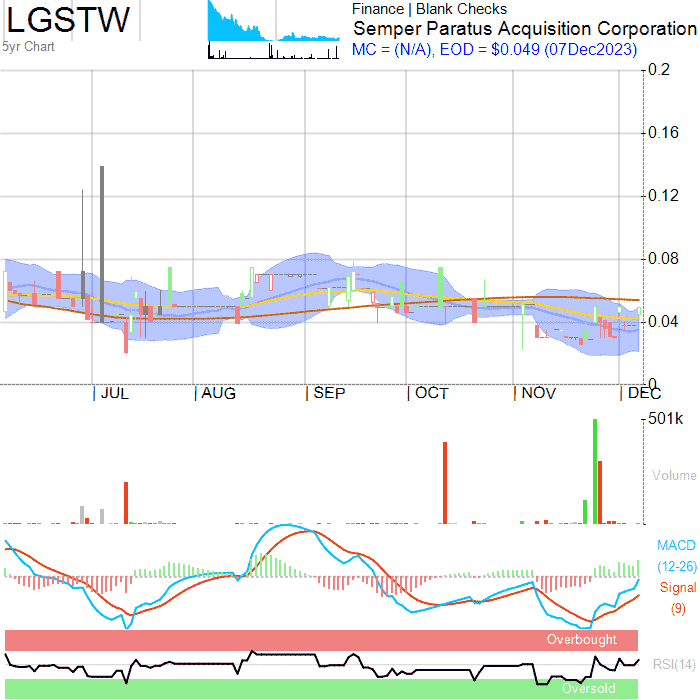 LGSTW
5yr Chart
Finance | Blank Checks
Semper Paratus Acquisition Corporation
MC = (N/A), EOD = $0.049 (07Dec2023)
0.2
0.16
0.12
0.08
0.04
0
JUL AUG SEP OCT NOV DEC
501k
Volume
MACD
(12-26)
Signal
(9)
Overbought
RSI(14)
Oversold